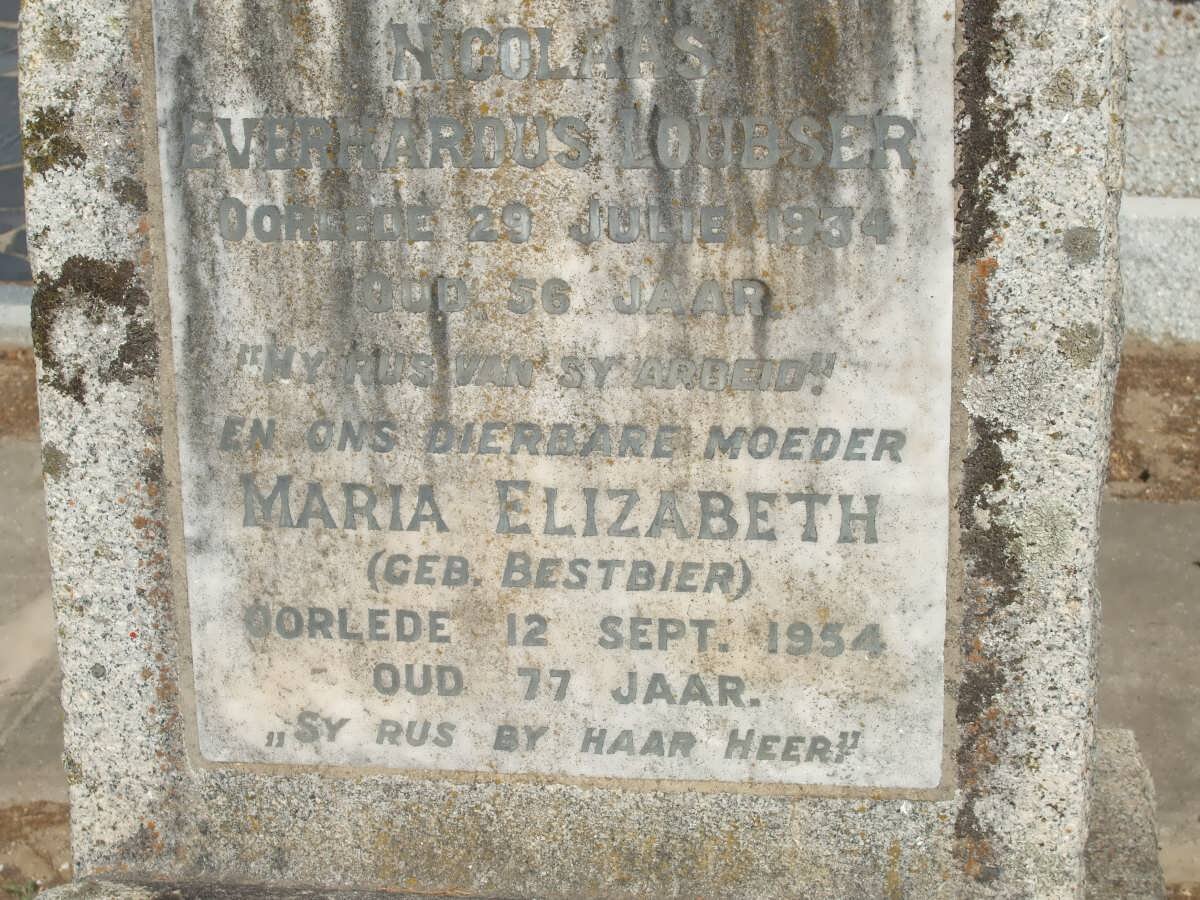 NICOLAAS
EVERHARDUS LOUBSER
OORLEDE 29 JULIE 1934
OUD 56 JAAR.
"HY RUS VAN SY ARBEID"
EN ONS DIERBARE MOEDER
MARIA ELIZABETH
(GEB. BESTBIER)
OORLEDE 12 SEPT. 1954
OUD 77 JAAR.
„SY RUS BY HAAR HEER!"